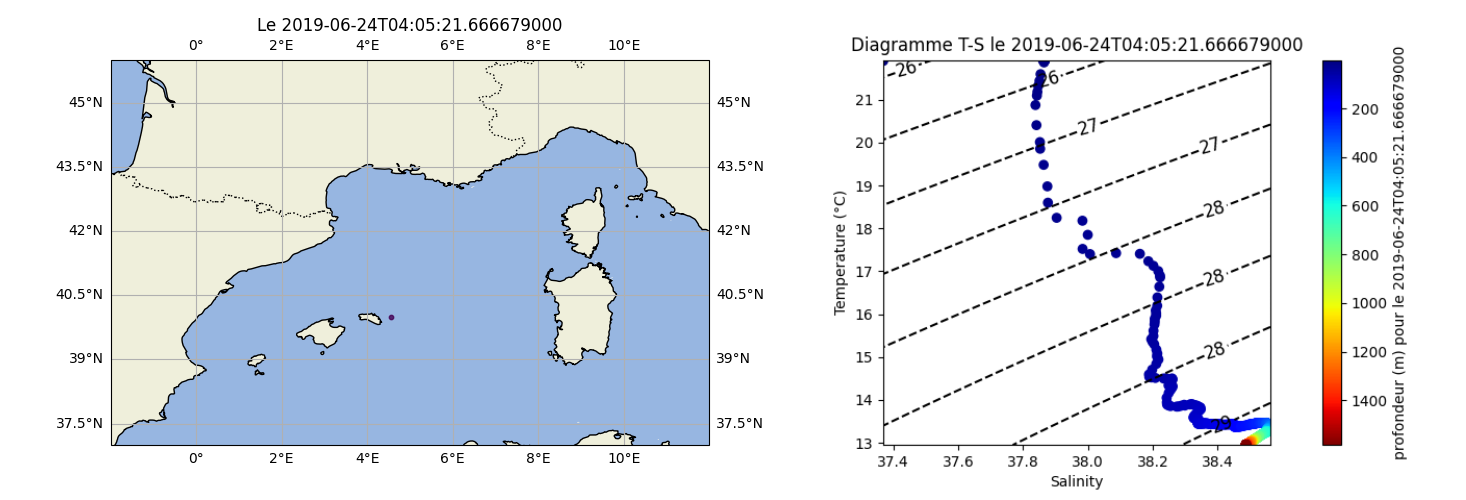 Le 2019-06-24T04:05:21.666679000
0° 2°E 4°E 6°E 8°E 10°E
45°N 45°N
43.5°N 43.5°N
42°N 42°N
40.5°N 40.5°N
39°N 39°N
37.5°N 37.5°N
0° 2°E 4°E 6°E 8°E 10°E
Diagramme T-S le 2019-06-24T04:05:21.666679000
26
26
27
27
28
28
28
29
21
20
19
18
17
16
15
14
13
Temperature (°C)
37.4 37.6 37.8 38.0 38.2 38.4
Salinity
200
400
600
800
1000
1200
1400
profondeur (m) pour le 2019-06-24T04:05:21.666679000